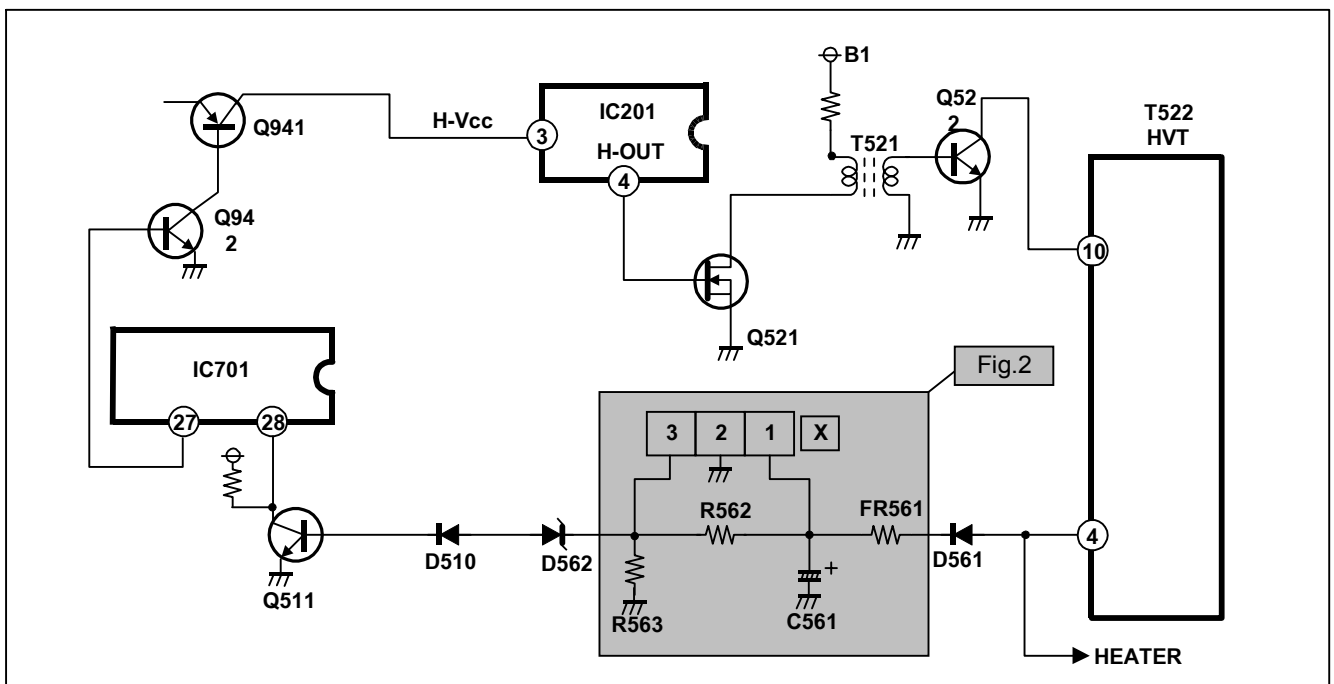 B1
Q941
H-Vcc
3
IC201
H-OUT
4
T521
Q52
2
T522
HVT
Q94
2
10
Q521
IC701
27
28
Fig.2
3 2 1 X
R562
FR561
4
D510
D562
D561
Q511
R563
+
C561
HEATER